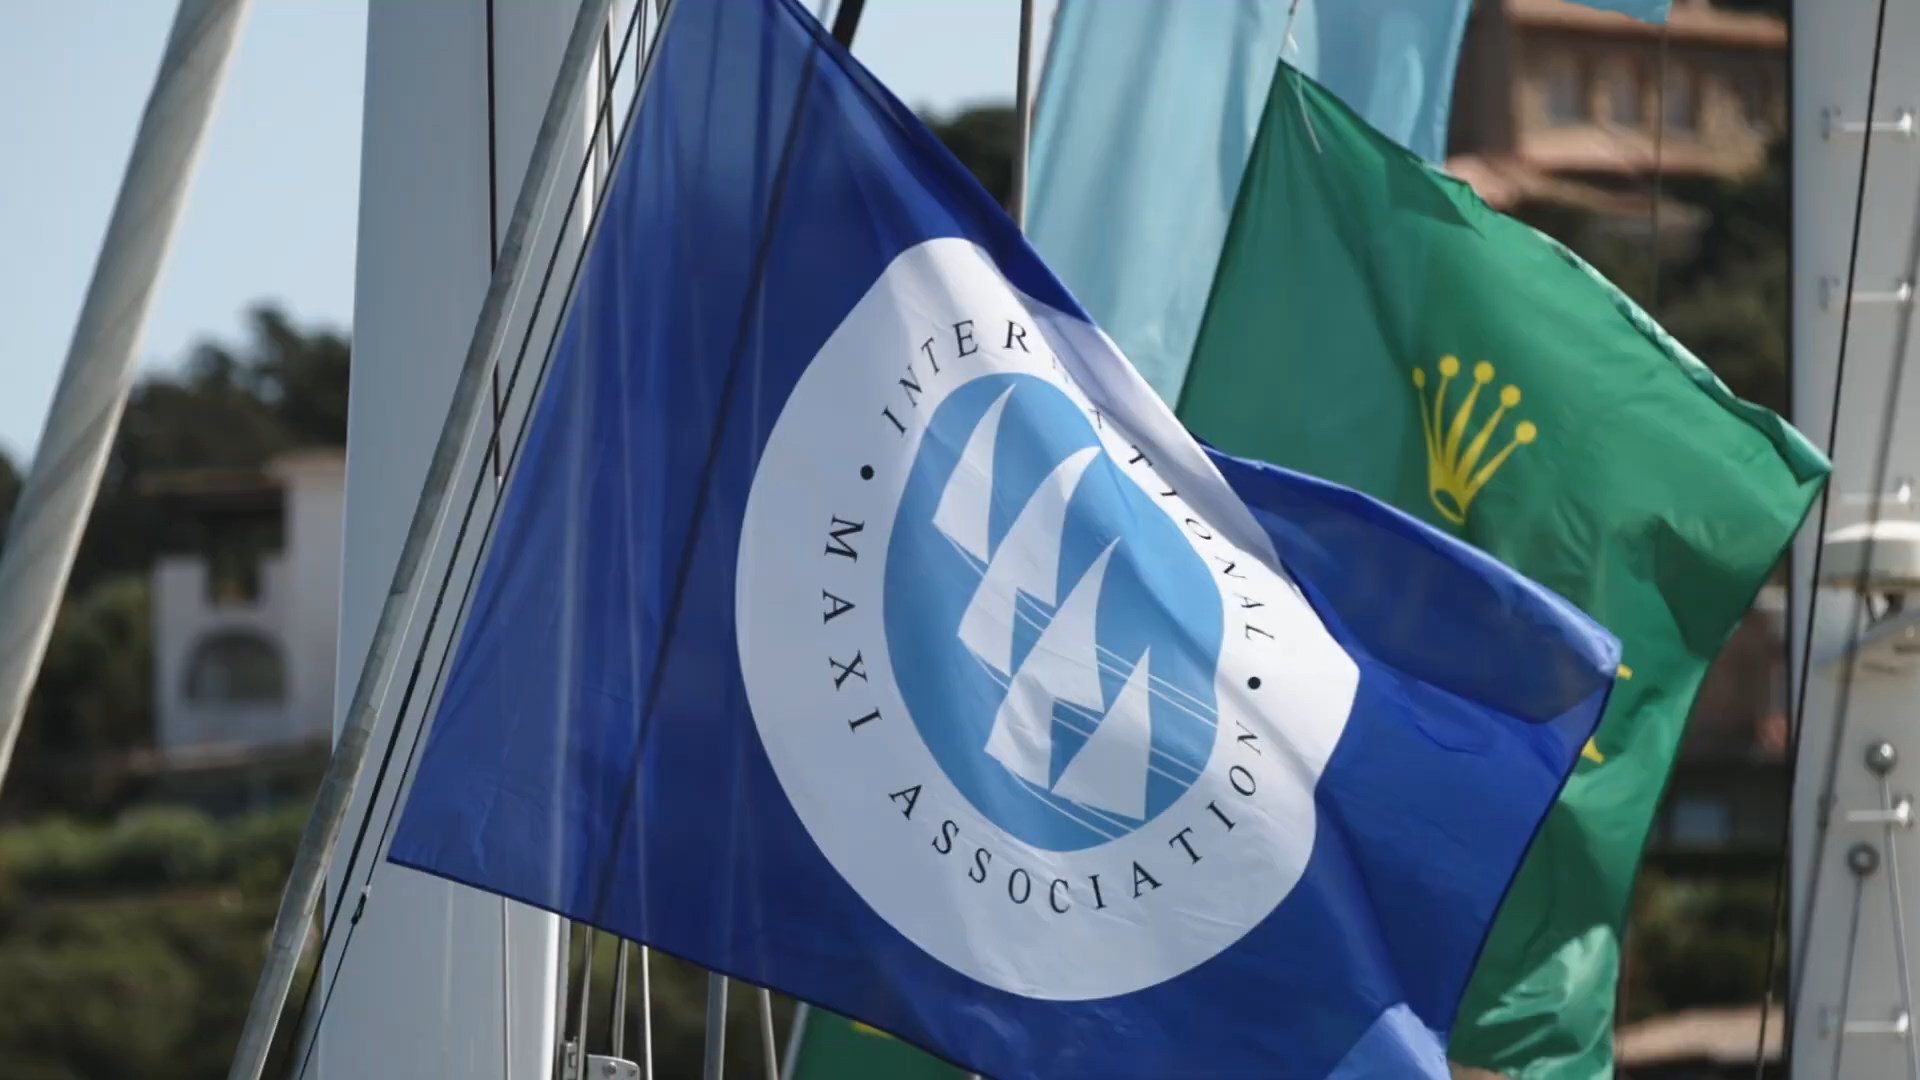 • INTERNATIONAL •
MAXI ASSOCIATION